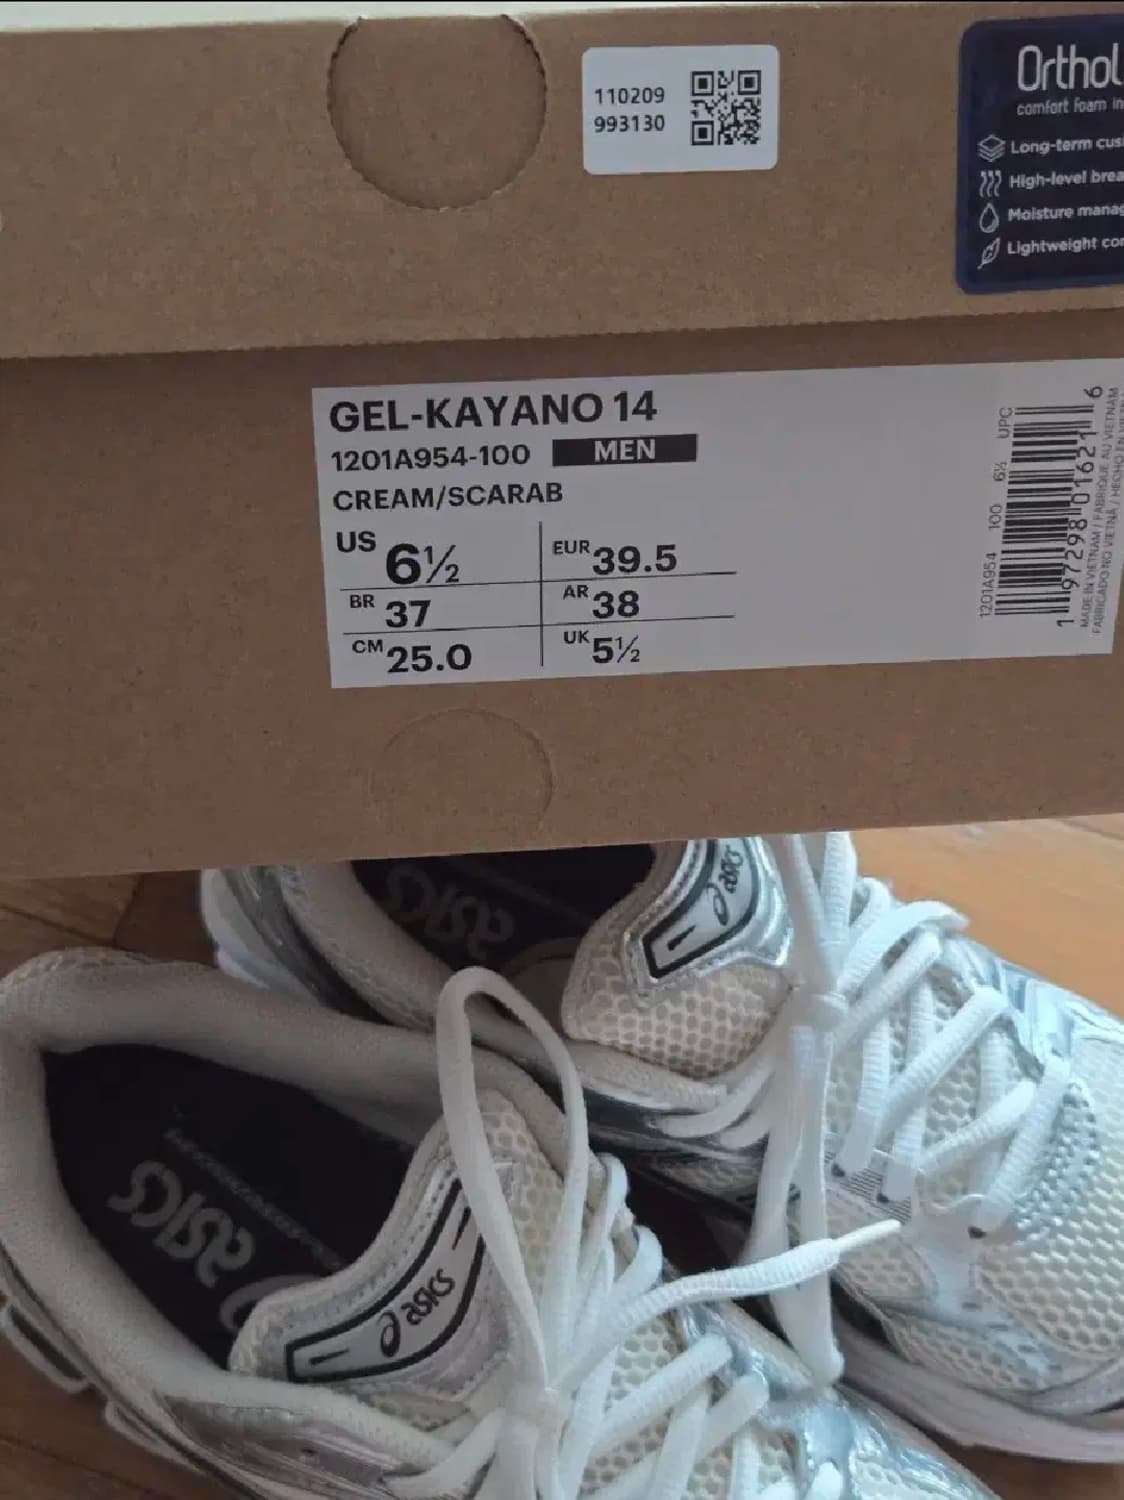 110209
993130
Orthol
comfort foam in
Long-term cus
High-level brea
Moisture manag
Lightweight co
GEL-KAYANO 14
1201A954-100 MEN
CREAM/SCARAB
US 6½ EUR 39.5
BR 37 AR 38
CM 25.0 UK 5½
1201A954 100 6½ UPC
1 97298 01621 6
MADE IN VIETNAM / FABRIQUÉ AU VIETNAM
FABRICADO NO VIETNÃ / HECHO EN VIETN
asics
asics
asics
asics